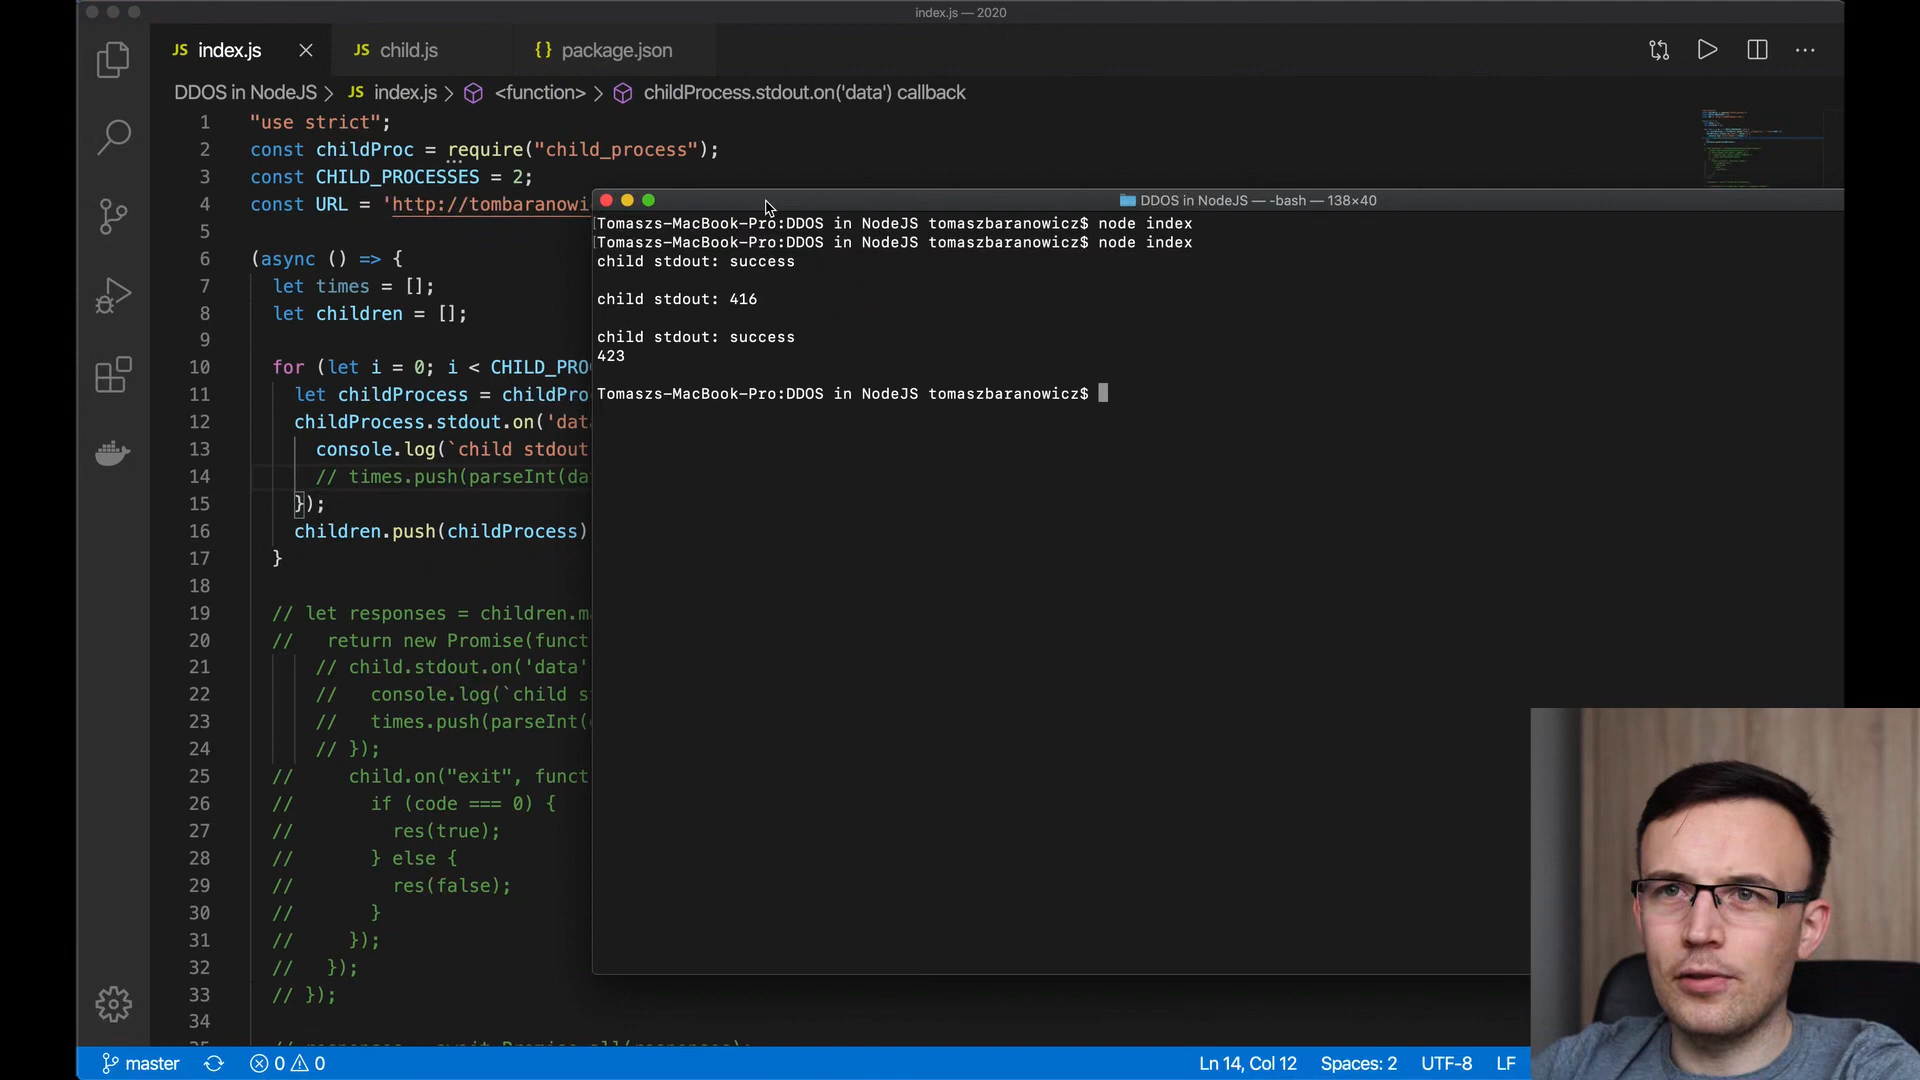 index.js — 2020
JS index.js
JS child.js
{} package.json
DDOS in NodeJS > JS index.js > <function> > childProcess.stdout.on('data') callback
1 "use strict";
2 const childProc = require("child_process");
3 const CHILD_PROCESSES = 2;
4 const URL = 'http://tombaranowi
5
6 (async () => {
7 let times = [];
8 let children = [];
9
10 for (let i = 0; i < CHILD_PRO
11 let childProcess = childPro
12 childProcess.stdout.on('dat
13 console.log(`child stdout
14 // times.push(parseInt(da
15 });
16 children.push(childProcess)
17 }
18
19 // let responses = children.m
20 // return new Promise(funct
21 // child.stdout.on('data'
22 // console.log(`child s
23 // times.push(parseInt(
24 // });
25 // child.on("exit", funct
26 // if (code === 0) {
27 // res(true);
28 // } else {
29 // res(false);
30 // }
31 // });
32 // });
33 // });
34
DDOS in NodeJS — -bash — 138×40
Tomaszs-MacBook-Pro:DDOS in NodeJS tomaszbaranowicz$ node index
Tomaszs-MacBook-Pro:DDOS in NodeJS tomaszbaranowicz$ node index
child stdout: success
child stdout: 416
child stdout: success
423
Tomaszs-MacBook-Pro:DDOS in NodeJS tomaszbaranowicz$
master
0 0
Ln 14, Col 12
Spaces: 2
UTF-8
LF